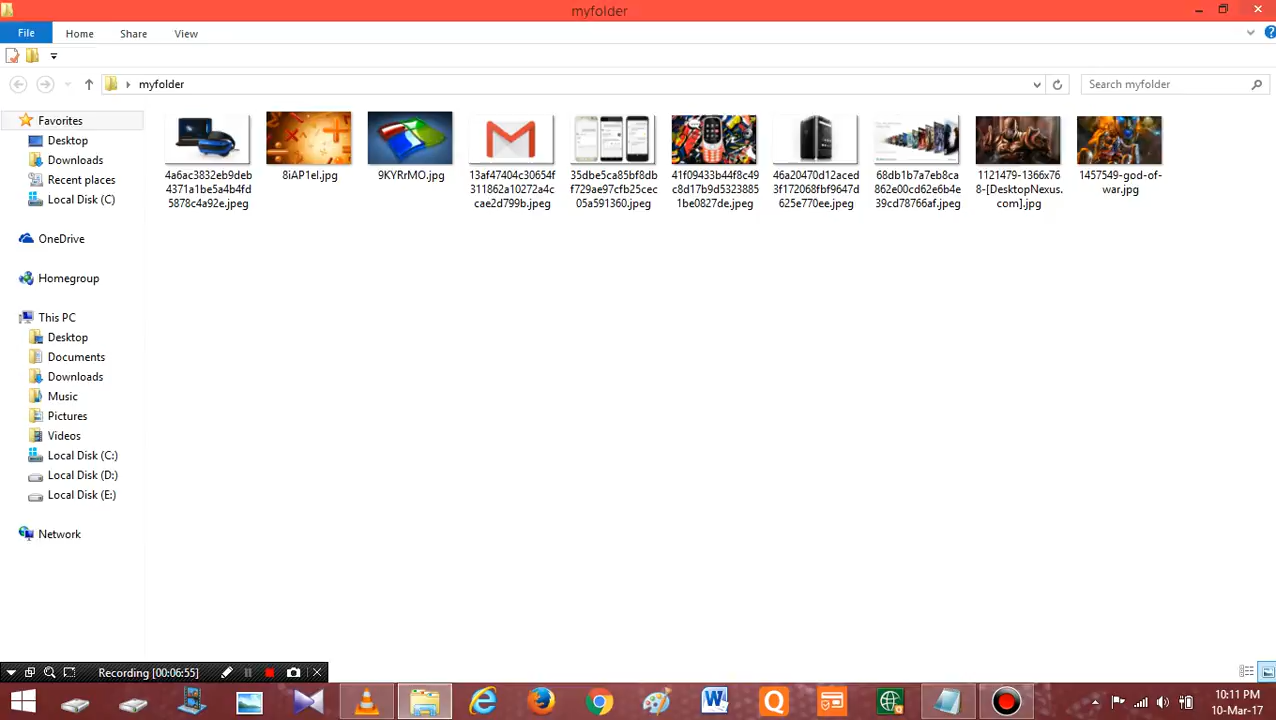 myfolder
File
Home
Share
View
myfolder
Search myfolder
Favorites
Desktop
Downloads
Recent places
Local Disk (C)
OneDrive
Homegroup
This PC
Desktop
Documents
Downloads
Music
Pictures
Videos
Local Disk (C:)
Local Disk (D:)
Local Disk (E:)
Network
4a6ac3832eb9deb
4371a1be5a4b4fd
5878c4a92e.jpeg
8iAP1el.jpg
9KYRrMO.jpg
13af47404c30654f
311862a10272a4c
cae2d799b.jpeg
35dbe5ca85bf8db
f729ae97cfb25cec
05a591360.jpeg
41f09433b44f8c49
c8d17b9d5328885
1be0827de.jpeg
46a20470d12aced
3f172068fbf9647d
625e770ee.jpeg
68db1b7a7eb8ca
862e00cd62e6b4e
39cd78766af.jpeg
1121479-1366x76
8-[DesktopNexus.
com].jpg
1457549-god-of-
war.jpg
Recording [00:06:55]
10:11 PM
10-Mar-17